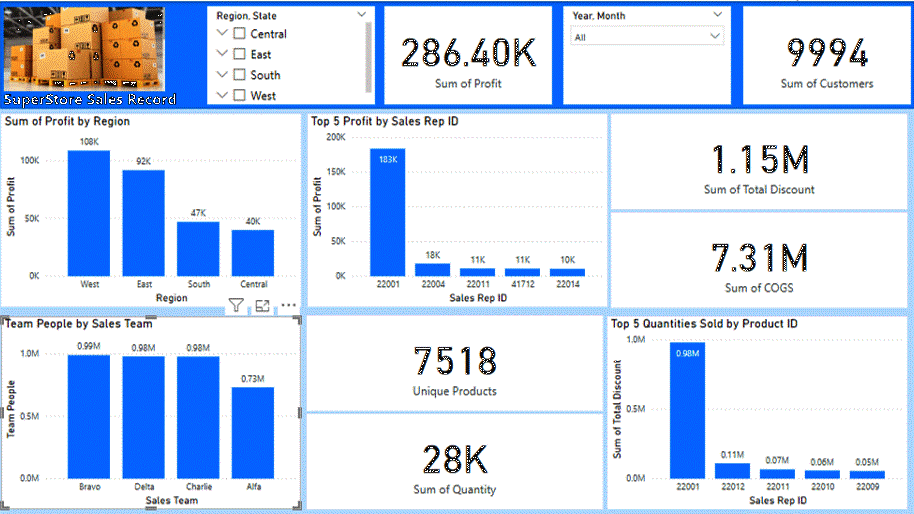 SuperStore Sales Record
Region, State
Central
East
South
West
286.40K
Sum of Profit
Year, Month
All
9994
Sum of Customers
Sum of Profit by Region
Sum of Profit
100K
50K
0K
108K
92K
47K
40K
West East South Central
Region
Top 5 Profit by Sales Rep ID
Sum of Profit
200K
150K
100K
50K
0K
183K
18K
11K
11K
10K
22001 22004 22011 41712 22014
Sales Rep ID
1.15M
Sum of Total Discount
7.31M
Sum of COGS
Team People by Sales Team
Team People
1.0M
0.5M
0.0M
0.99M
0.98M
0.98M
0.73M
Bravo Delta Charlie Alfa
Sales Team
7518
Unique Products
28K
Sum of Quantity
Top 5 Quantities Sold by Product ID
Sum of Total Discount
1.0M
0.5M
0.0M
0.98M
0.11M
0.07M
0.06M
0.05M
22001 22012 22011 22010 22009
Sales Rep ID